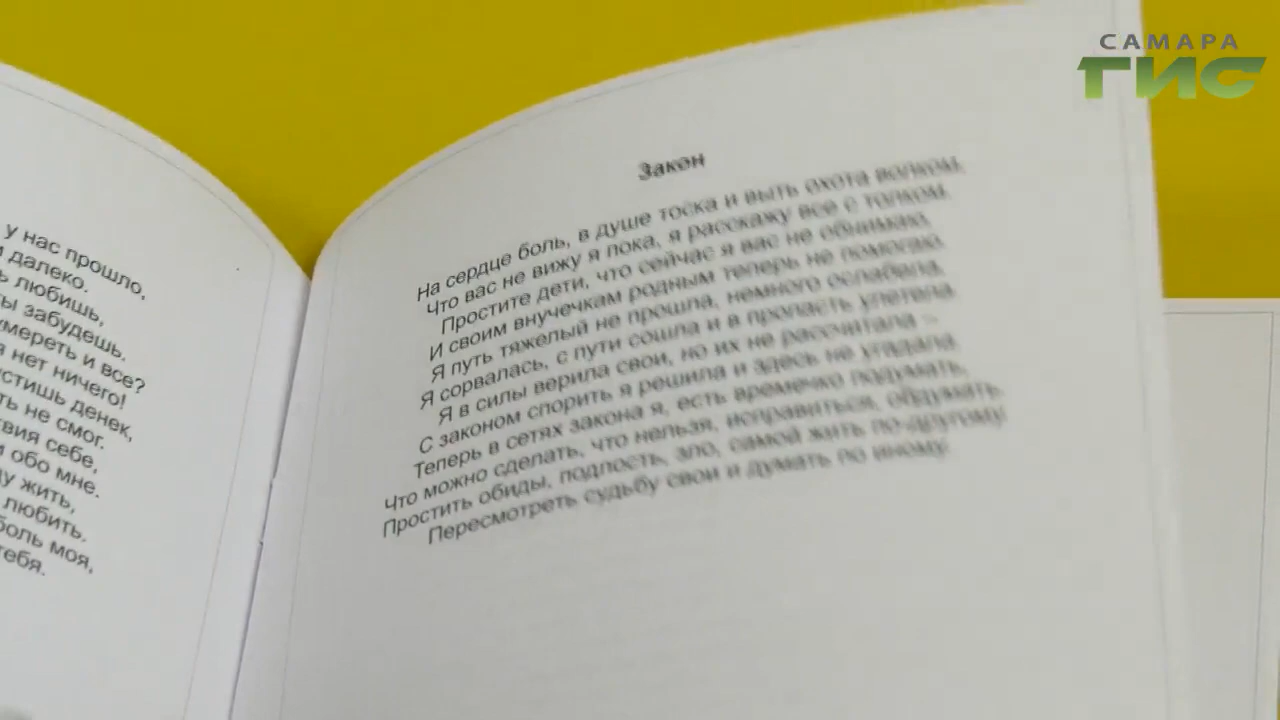 САМАРА
ГИС
у нас прошло,
далеко.
любишь,
ты забудешь.
умереть и все?
нет ничего!
денек,
не смог.
себе,
обо мне.
жить,
любить.
боль моя,
тебя.
Закон
На сердце боль, в душе тоска и выть охота волком,
Что вас не вижу я пока, я расскажу все с толком.
Простите дети, что сейчас я вас не обнимаю,
И своим внучечкам родным теперь не помогаю.
Я путь тяжелый не прошла, немного ослабела,
Я сорвалась, с пути сошла и в пропасть улетела.
Я в силы верила свои, но их не рассчитала –
С законом спорить я решила и здесь не угадала.
Теперь в сетях закона я, есть времечко подумать,
Что можно сделать, что нельзя, исправиться, обдумать.
Простить обиды, подлость, зло, самой жить по-другому
Пересмотреть судьбу свои и думать по иному.